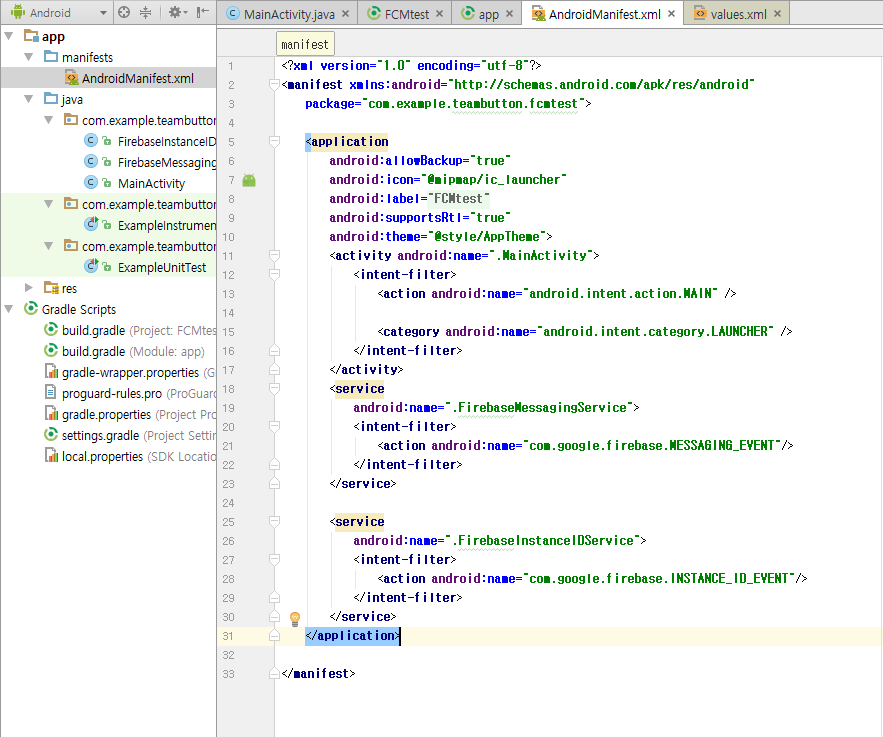 Android
MainActivity.java
FCMtest
app
AndroidManifest.xml
values.xml
app
manifests
AndroidManifest.xml
java
com.example.teambutton
FirebaseInstanceID
FirebaseMessaging
MainActivity
com.example.teambutton
ExampleInstrumen
com.example.teambutton
ExampleUnitTest
res
Gradle Scripts
build.gradle (Project: FCMtes
build.gradle (Module: app)
gradle-wrapper.properties (G
proguard-rules.pro (ProGuar
gradle.properties (Project Pro
settings.gradle (Project Settin
local.properties (SDK Locatio
manifest
1 <?xml version="1.0" encoding="utf-8"?>
2 <manifest xmlns:android="http://schemas.android.com/apk/res/android"
3 package="com.example.teambutton.fcmtest">
4
5 <application
6 android:allowBackup="true"
7 android:icon="@mipmap/ic_launcher"
8 android:label="FCMtest"
9 android:supportsRtl="true"
10 android:theme="@style/AppTheme">
11 <activity android:name=".MainActivity">
12 <intent-filter>
13 <action android:name="android.intent.action.MAIN" />
14
15 <category android:name="android.intent.category.LAUNCHER" />
16 </intent-filter>
17 </activity>
18 <service
19 android:name=".FirebaseMessagingService">
20 <intent-filter>
21 <action android:name="com.google.firebase.MESSAGING_EVENT"/>
22 </intent-filter>
23 </service>
24
25 <service
26 android:name=".FirebaseInstanceIDService">
27 <intent-filter>
28 <action android:name="com.google.firebase.INSTANCE_ID_EVENT"/>
29 </intent-filter>
30 </service>
31 </application>
32
33 </manifest>